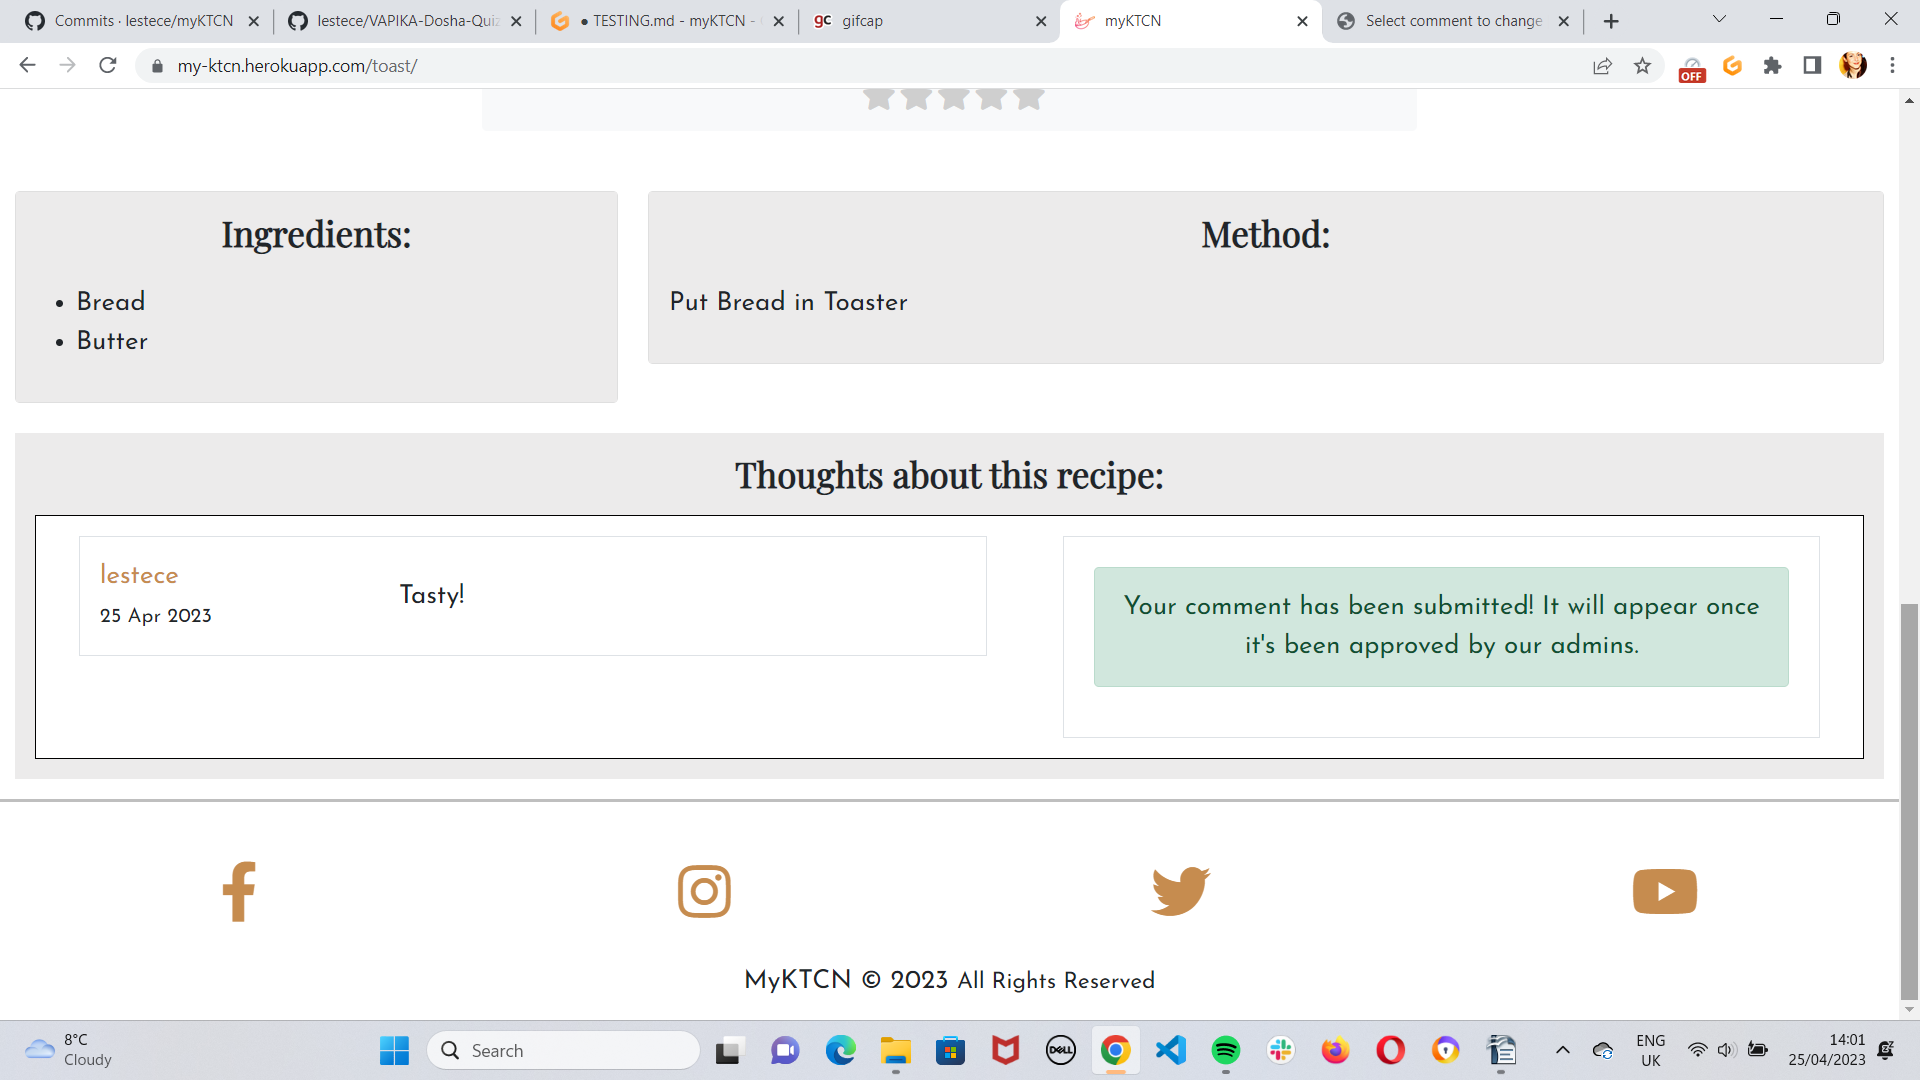 Commits · lestece/myKTCN
lestece/VAPIKA-Dosha-Quiz
● TESTING.md - myKTCN -
gc gifcap
myKTCN
Select comment to change
my-ktcn.herokuapp.com/toast/
OFF
Ingredients:
• Bread
• Butter
Method:
Put Bread in Toaster
Thoughts about this recipe:
lestece
25 Apr 2023
Tasty!
Your comment has been submitted! It will appear once
it's been approved by our admins.
MyKTCN © 2023 All Rights Reserved
8°C
Cloudy
Search
DELL
ENG
UK
14:01
25/04/2023